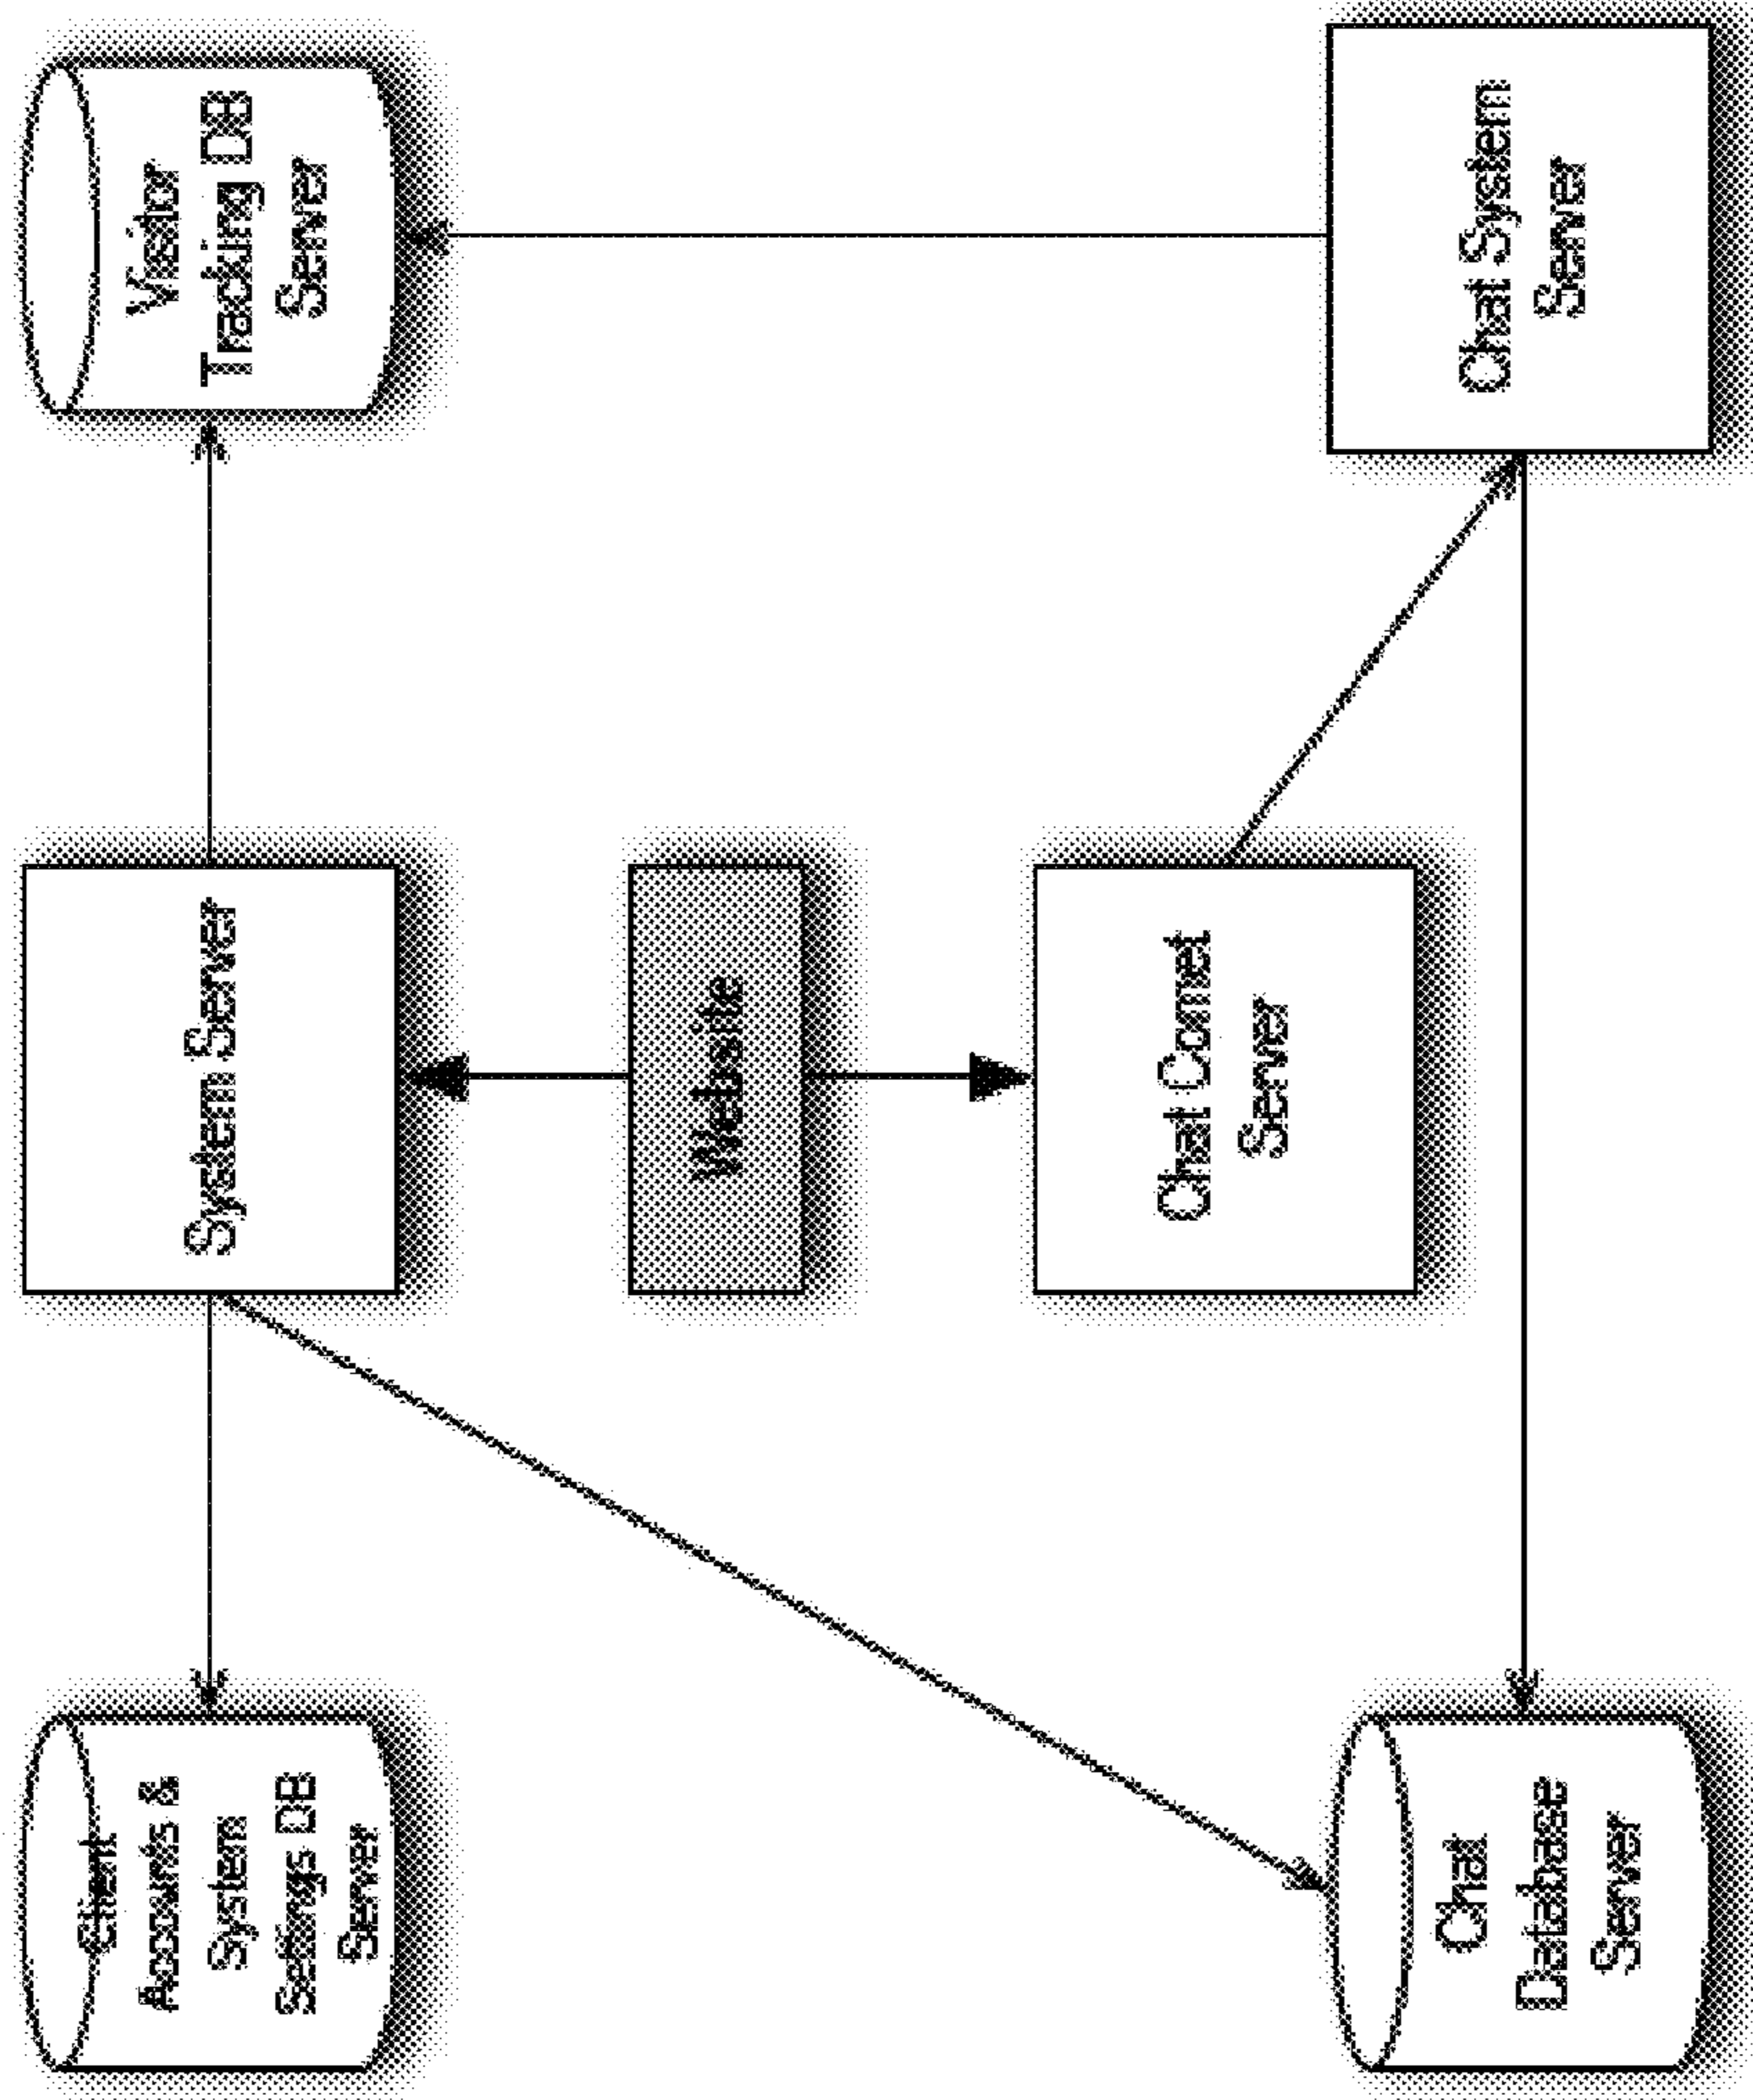 Client
Accounts &
System
Settings DB
Server
System Server
Visitor
Tracking DB
Server
Website
Chat Comet
Server
Chat
Database
Server
Chat System
Server